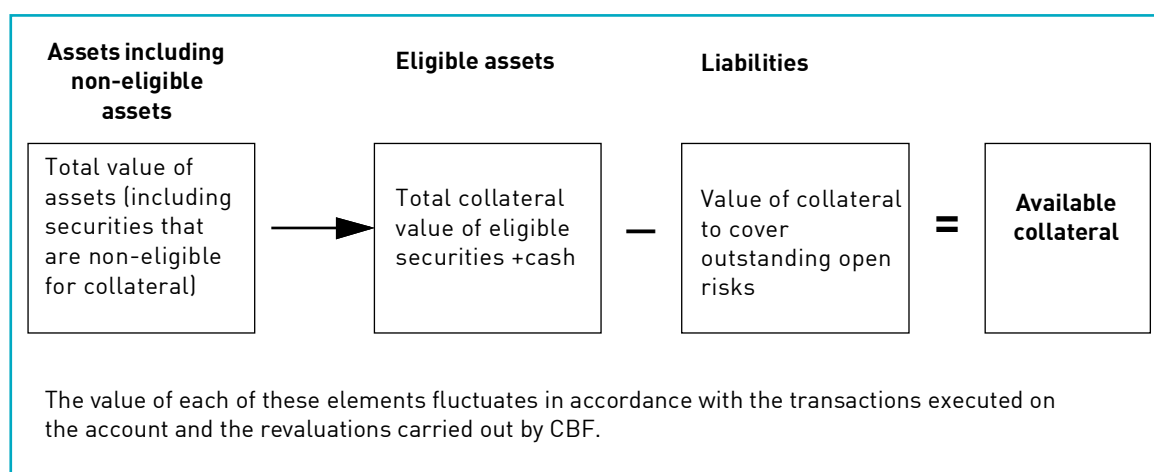 Assets including
non-eligible
assets
Eligible assets
Liabilities
Total value of
assets (including
securities that
are non-eligible
for collateral)
Total collateral
value of eligible
securities +cash
–
Value of collateral
to cover
outstanding open
risks
=
Available
collateral
The value of each of these elements fluctuates in accordance with the transactions executed on
the account and the revaluations carried out by CBF.